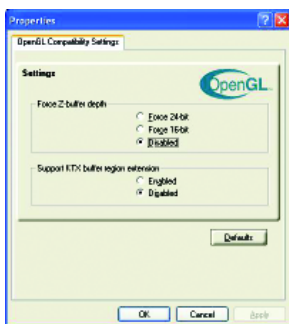 Properties
OpenGL Compatibility Settings
Settings
OpenGL
Force Z-buffer depth
Force 24-bit
Force 16-bit
Disabled
Support KTX buffer region extension
Enabled
Disabled
Defaults
OK
Cancel
Apply